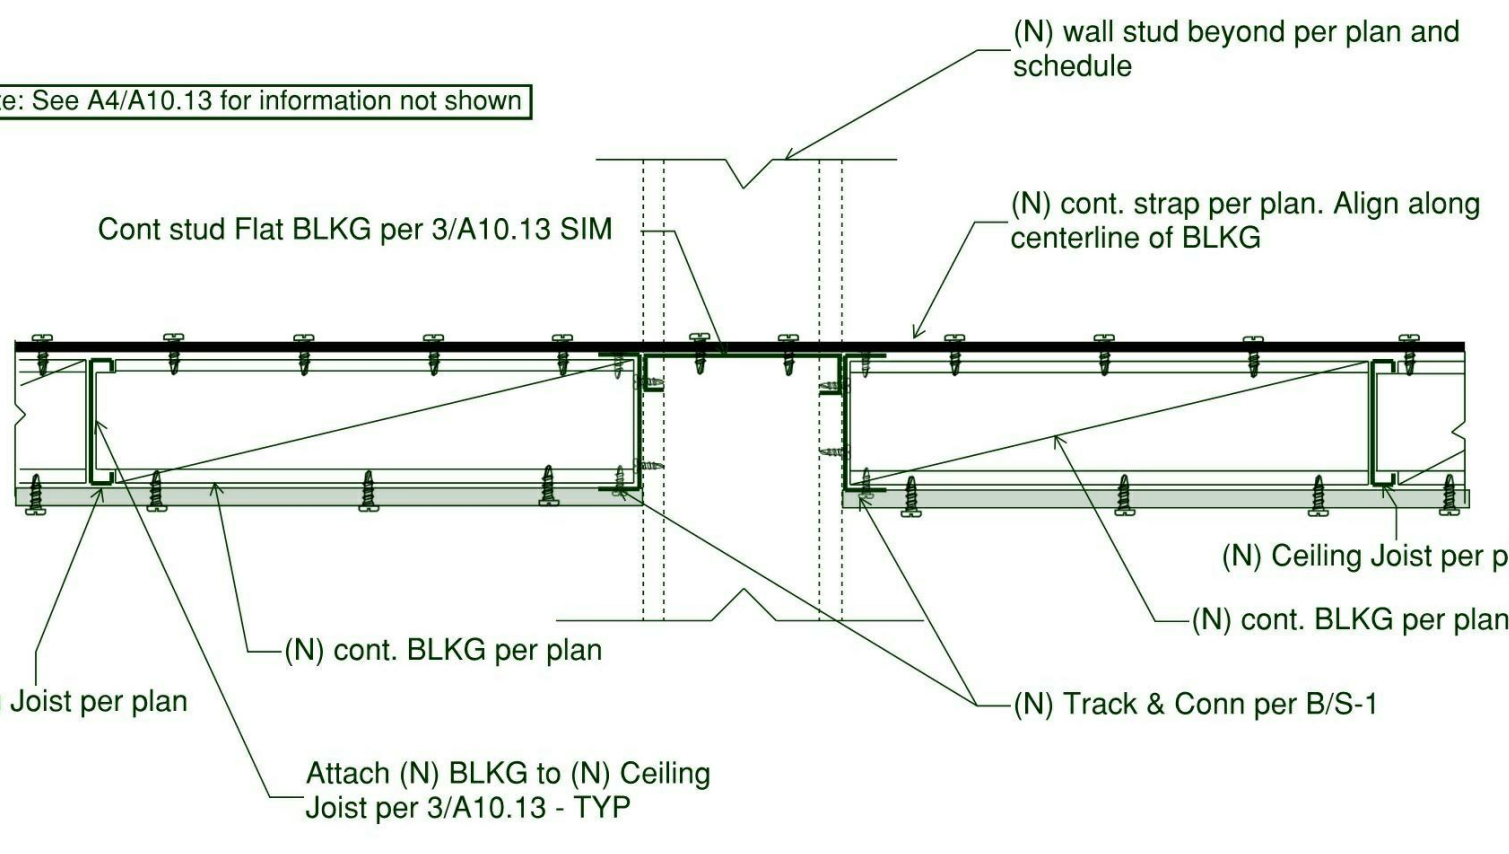 (N) wall stud beyond per plan and
schedule
See A4/A10.13 for information not shown
(N) cont. strap per plan. Align along
centerline of BLKG
Cont stud Flat BLKG per 3/A10.13 SIM
(N) Ceiling Joist per
(N) cont. BLKG per plan
(N) cont. BLKG per plan
Joist per plan
(N) Track & Conn per B/S-1
Attach (N) BLKG to (N) Ceiling
Joist per 3/A10.13 - TYP